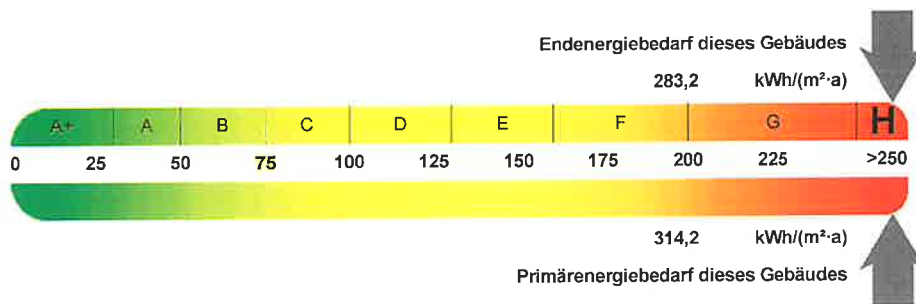 Endenergiebedarf dieses Gebäudes
283,2 kWh/(m²·a)
A+ A B C D E F G H
0 25 50 75 100 125 150 175 200 225 >250
314,2 kWh/(m²·a)
Primärenergiebedarf dieses Gebäudes